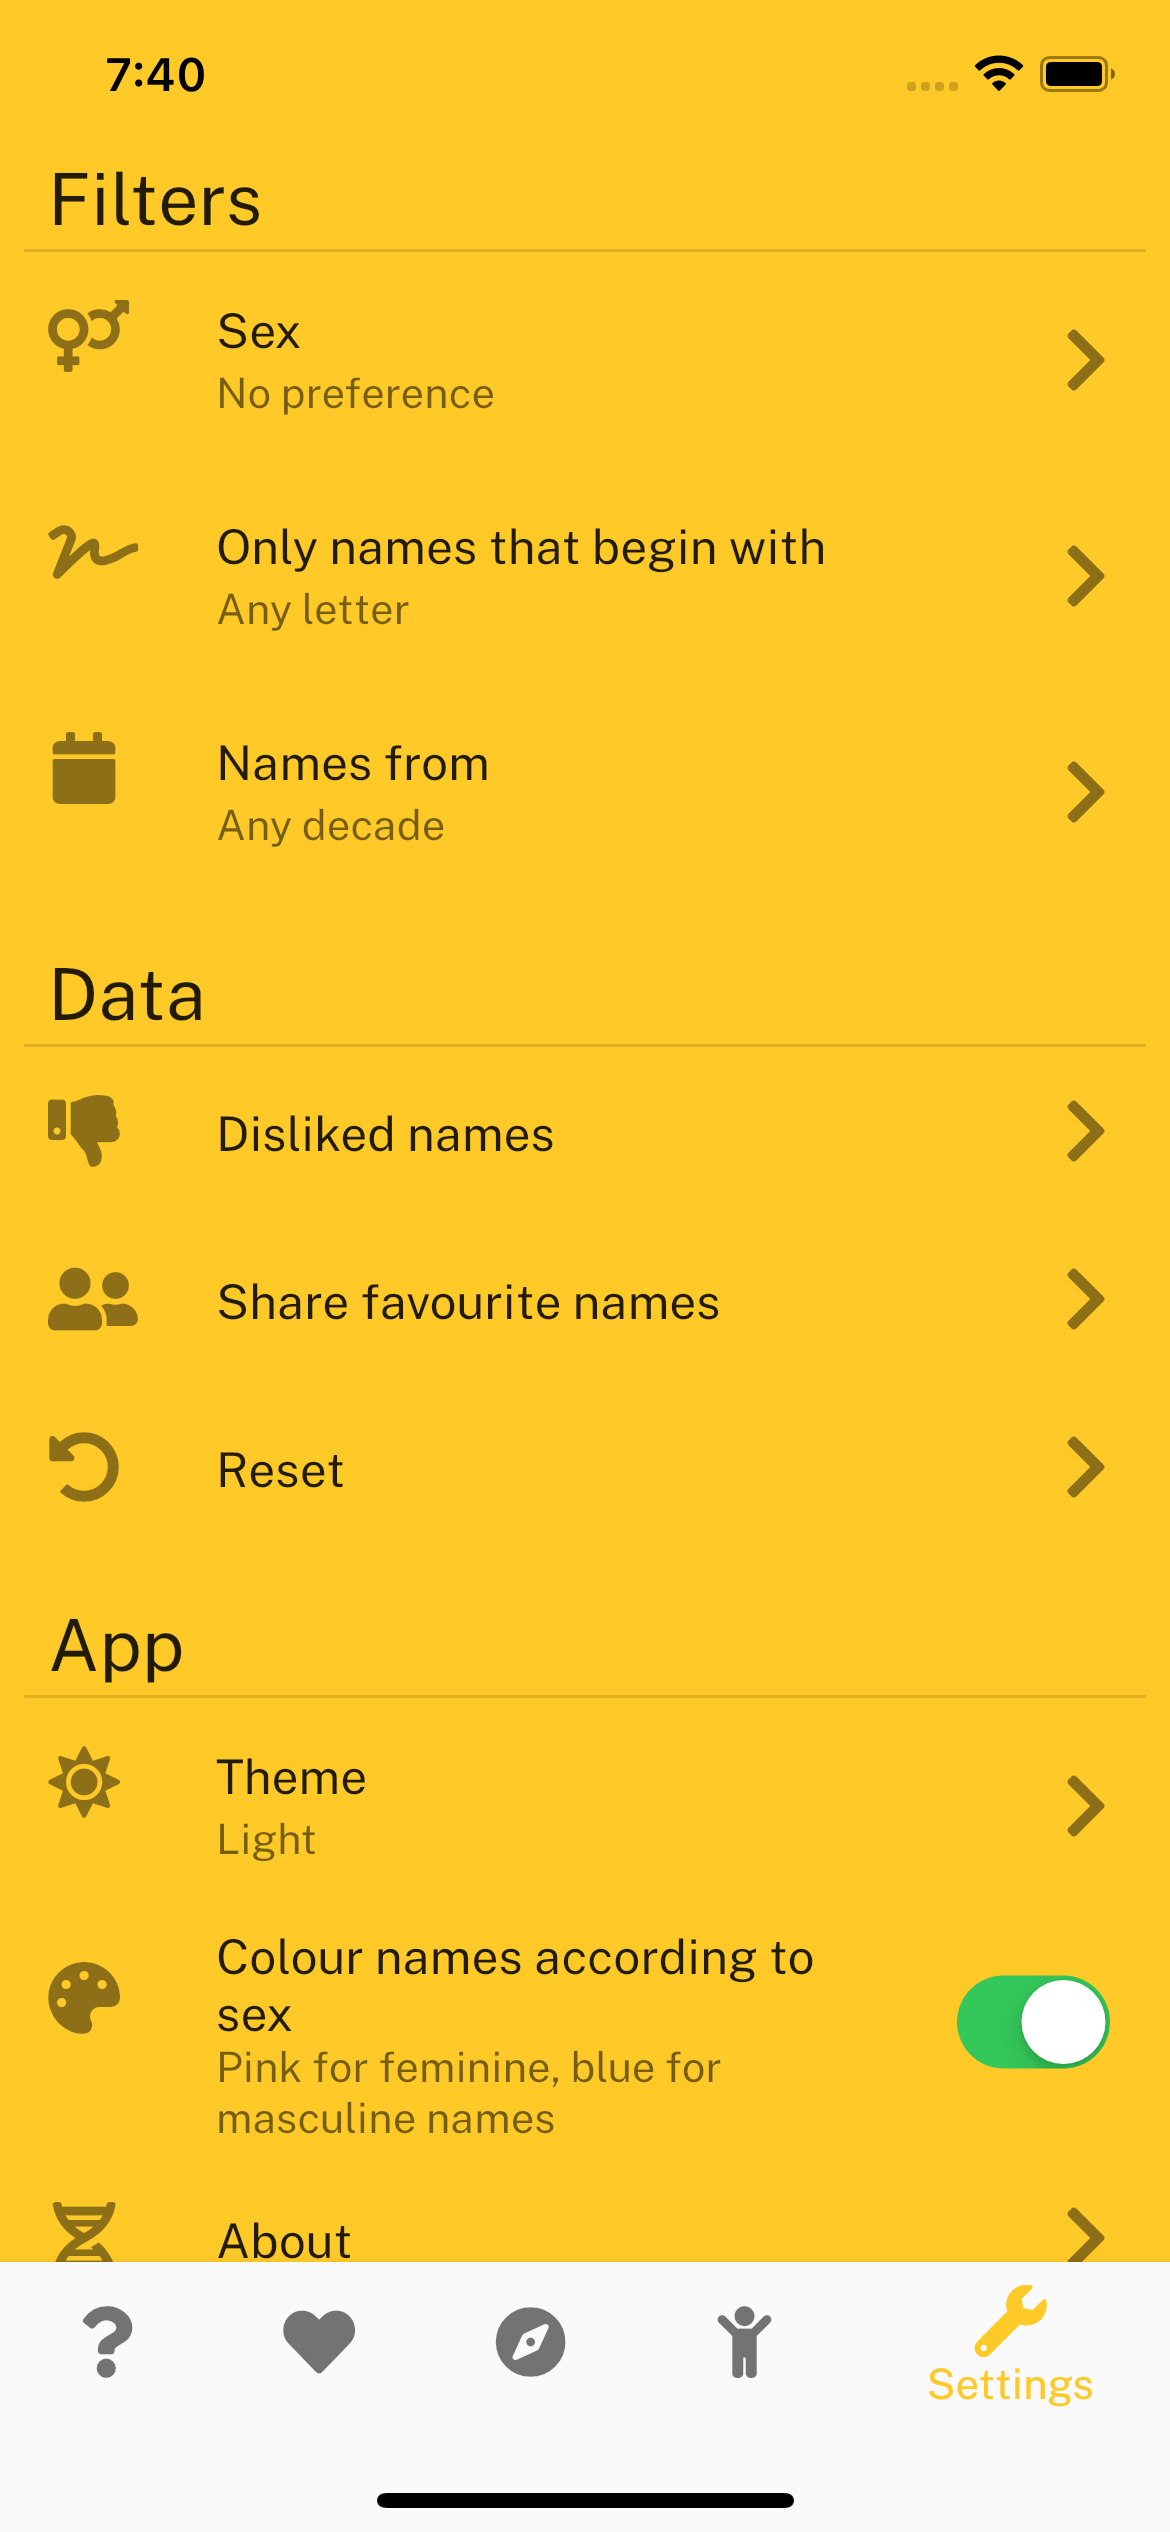 7:40
Filters
Sex
No preference
Only names that begin with
Any letter
Names from
Any decade
Data
Disliked names
Share favourite names
Reset
App
Theme
Light
Colour names according to
sex
Pink for feminine, blue for
masculine names
About
Settings